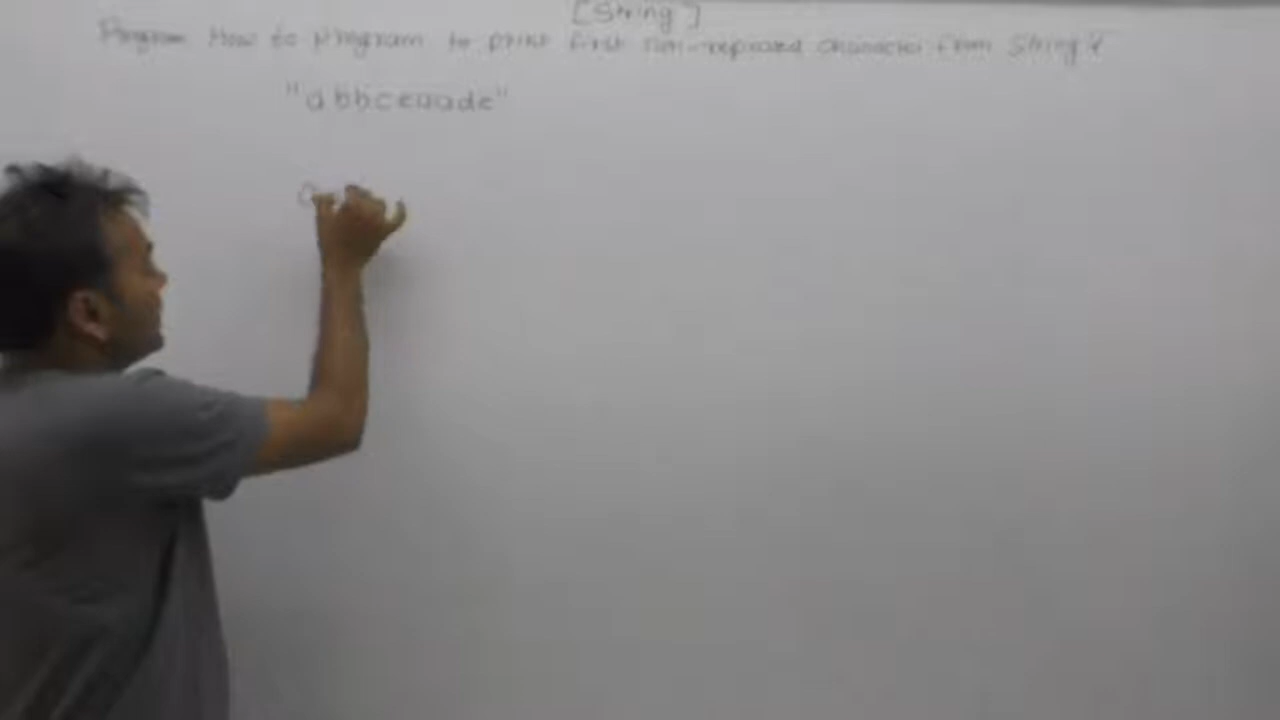 [String]
Program How to Program to print first non-repeated character from String?
"abbceaade"
a